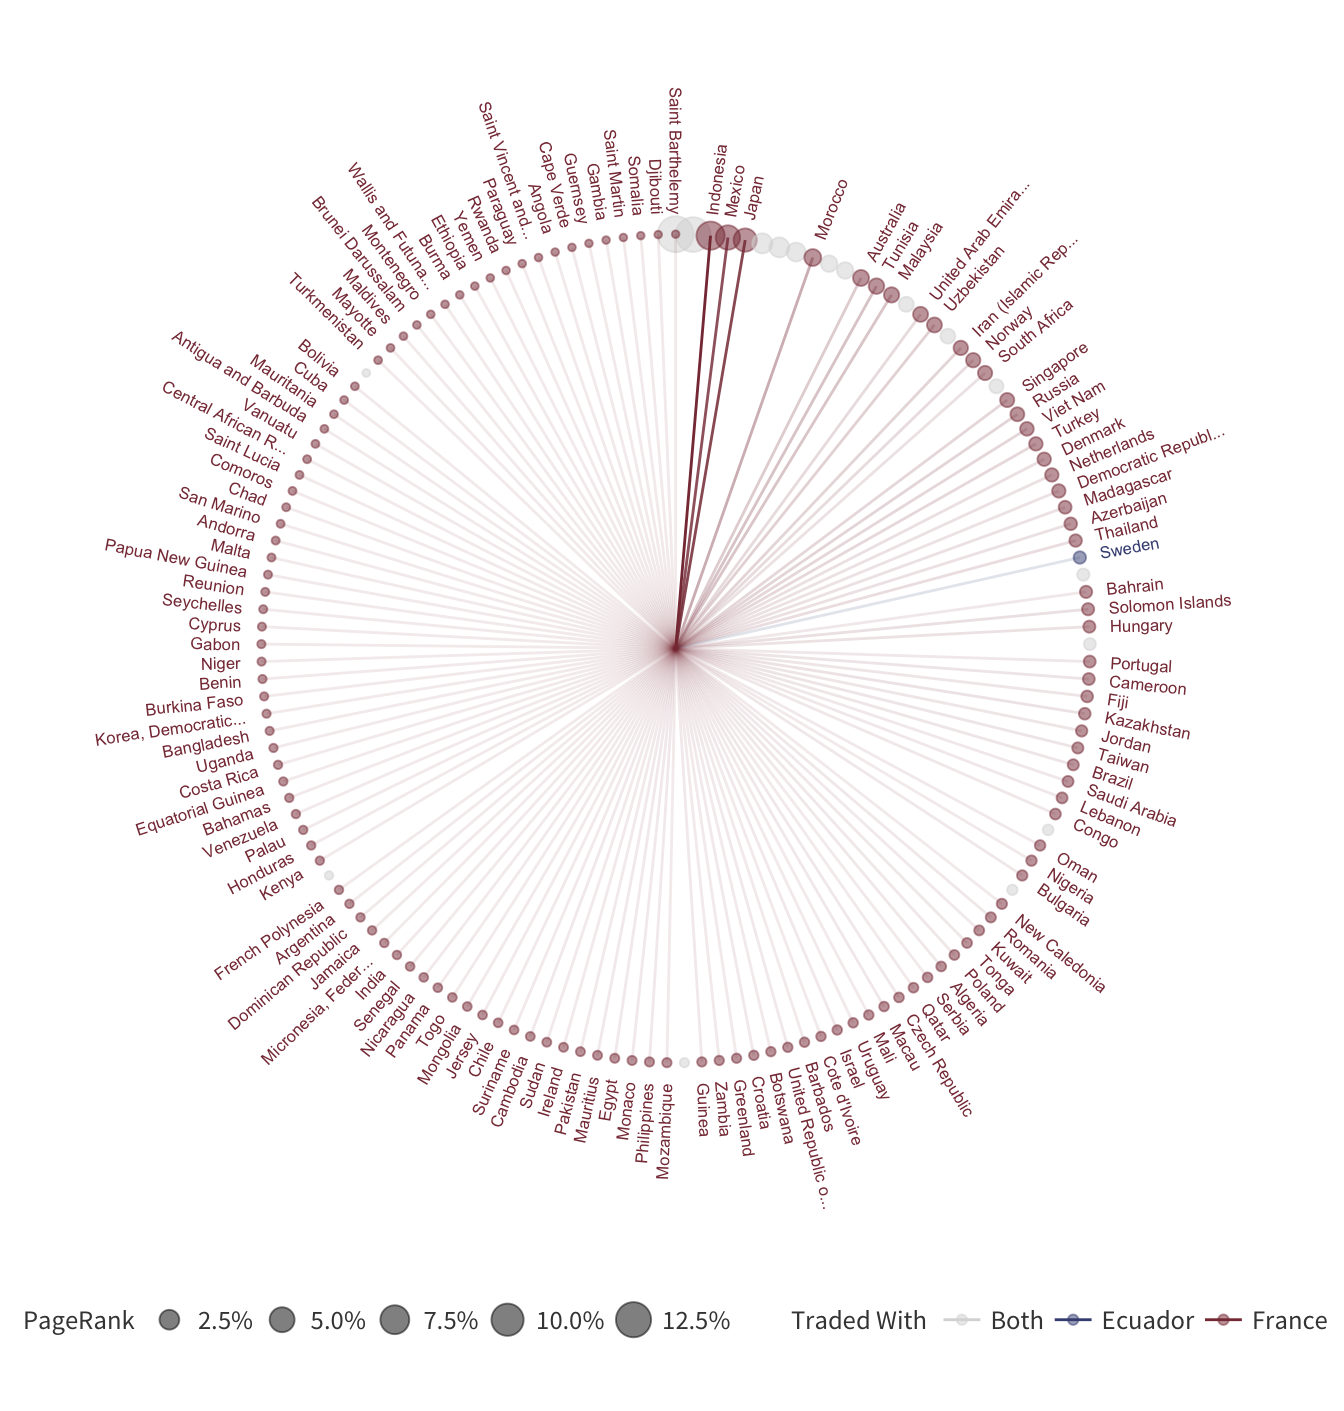 Saint Barthelemy
Indonesia
Mexico
Japan
Morocco
Australia
Tunisia
Malaysia
United Arab Emira...
Uzbekistan
Iran (Islamic Rep...
Norway
South Africa
Singapore
Russia
Viet Nam
Turkey
Denmark
Netherlands
Democratic Republ...
Madagascar
Azerbaijan
Thailand
Sweden
Bahrain
Solomon Islands
Hungary
Portugal
Cameroon
Fiji
Kazakhstan
Jordan
Taiwan
Brazil
Saudi Arabia
Lebanon
Congo
Oman
Nigeria
Bulgaria
New Caledonia
Romania
Kuwait
Tonga
Poland
Algeria
Serbia
Qatar
Czech Republic
Macau
Mali
Uruguay
Israel
Cote d'Ivoire
Barbados
United Republic o...
Botswana
Croatia
Greenland
Zambia
Guinea
Mozambique
Philippines
Monaco
Egypt
Mauritius
Pakistan
Ireland
Sudan
Cambodia
Suriname
Chile
Jersey
Mongolia
Togo
Panama
Nicaragua
Senegal
India
Micronesia, Feder...
Jamaica
Dominican Republic
Argentina
French Polynesia
Kenya
Honduras
Palau
Venezuela
Bahamas
Equatorial Guinea
Costa Rica
Uganda
Bangladesh
Korea, Democratic...
Burkina Faso
Benin
Niger
Gabon
Cyprus
Seychelles
Reunion
Papua New Guinea
Malta
Andorra
San Marino
Chad
Comoros
Saint Lucia
Central African R...
Vanuatu
Antigua and Barbuda
Mauritania
Cuba
Bolivia
Turkmenistan
Mayotte
Maldives
Brunei Darussalam
Montenegro
Wallis and Futuna...
Burma
Ethiopia
Yemen
Rwanda
Paraguay
Saint Vincent and...
Angola
Cape Verde
Guernsey
Gambia
Saint Martin
Somalia
Djibouti
PageRank 2.5% 5.0% 7.5% 10.0% 12.5% Traded With Both Ecuador France